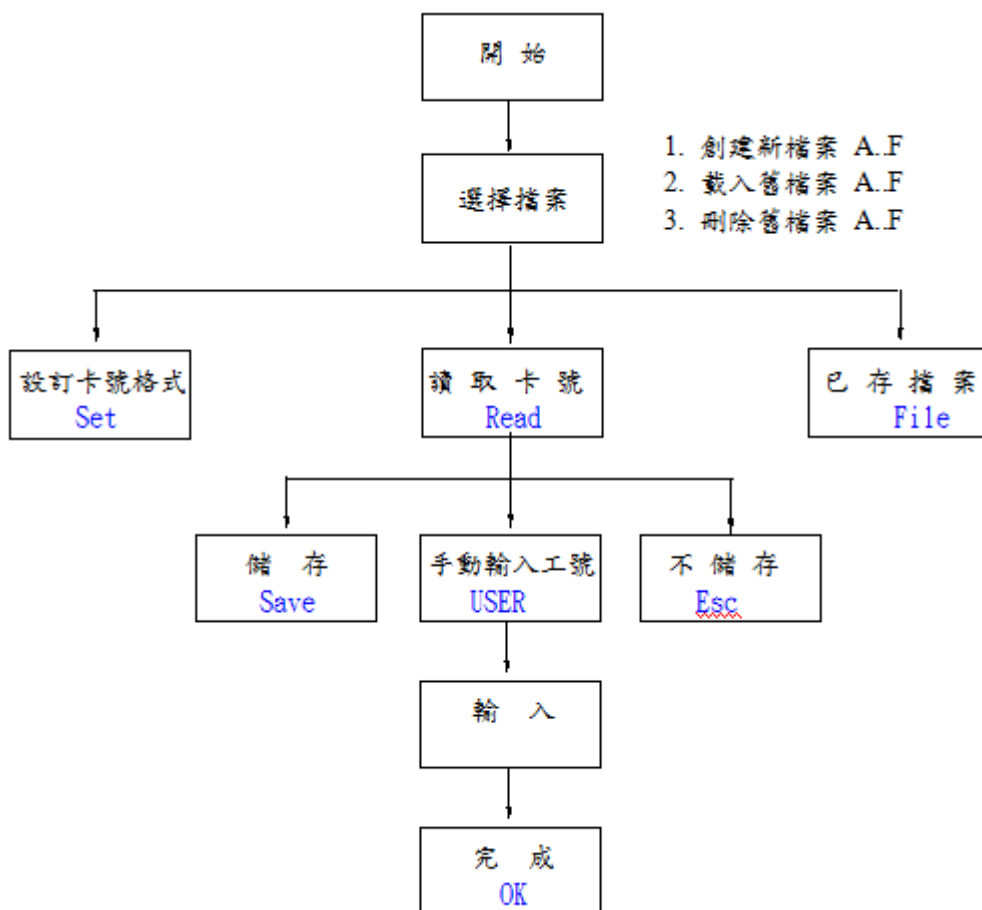 開 始
1. 創建新檔案 A..F
2. 載入舊檔案 A..F
3. 刪除舊檔案 A..F
選擇檔案
設訂卡號格式
Set
讀 取 卡 號
Read
已 存 檔 案
File
儲 存
Save
手動輸入工號
USER
不 儲 存
Esc
輸 入
完 成
OK